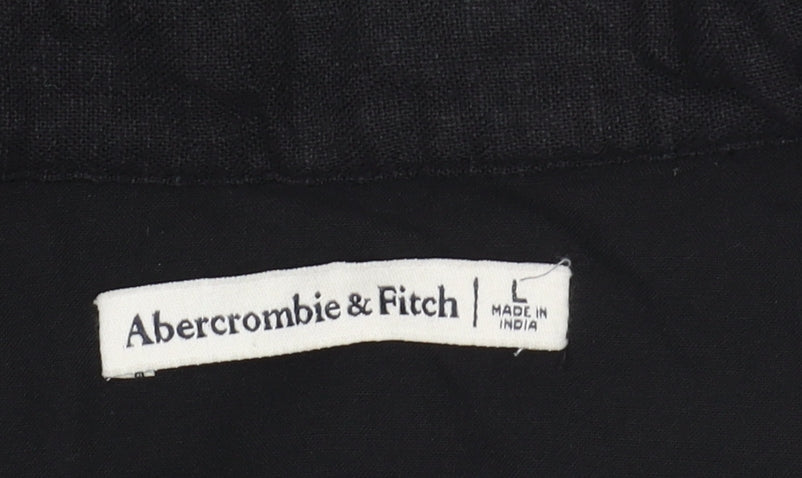 Abercrombie & Fitch | L
MADE IN
INDIA